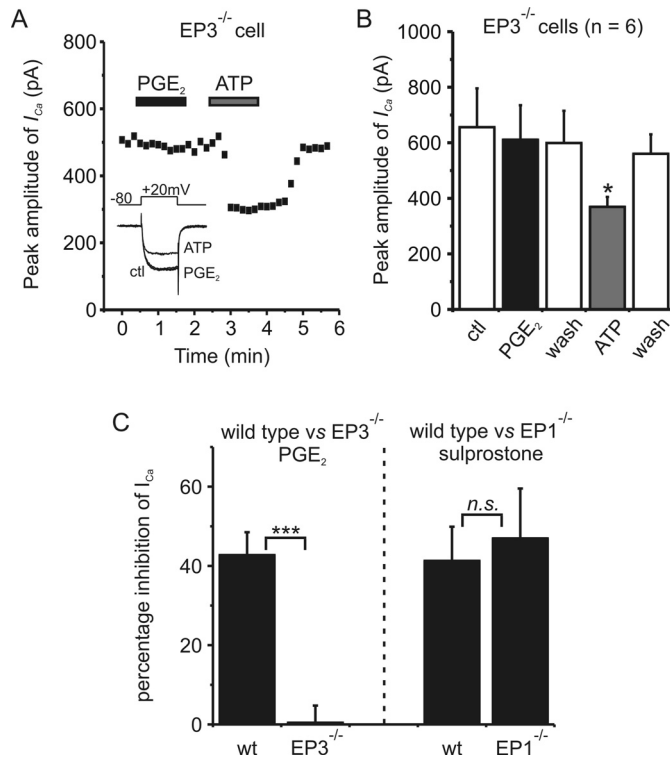 A
EP3-/- cell
PGE2
ATP
Peak amplitude of ICa (pA)
800
600
400
200
0
-80
+20mV
ctl
ATP
PGE2
0 1 2 3 4 5 6
Time (min)
B
EP3-/- cells (n = 6)
Peak amplitude of ICa (pA)
1000
800
600
400
200
0
*
ctl
PGE2
wash
ATP
wash
C
wild type vs EP3-/-
PGE2
wild type vs EP1-/-
sulprostone
percentage inhibition of ICa
60
40
20
0
***
n.s.
wt EP3-/- wt EP1-/-